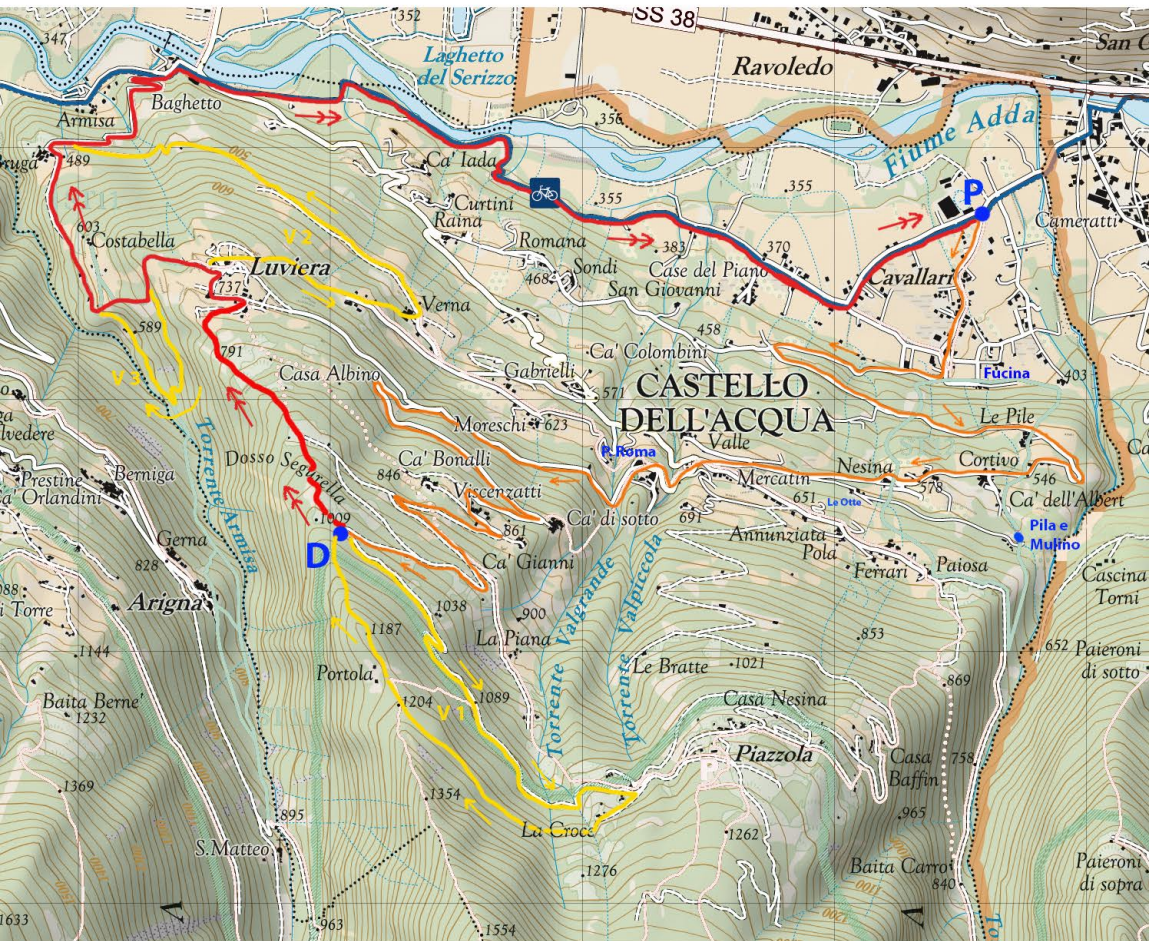 SS 38
352
347
Laghetto
del Serizzo
Ravoledo
Armisa
Baghetto
356
Fiume Adda
489
500
600
Ca' Iada
Curtini
Raina
355
355
P
Cameratti
603
Costabella
V 2
Romana
383
370
Luviera
468
Sondi
Case del Piano
San Giovanni
Cavallari
737
Verna
589
458
791
Ca' Colombini
Casa Albino
Gabrielli
571
CASTELLO
DELL'ACQUA
Fucina
403
V 3
Torrente Armisa
Moreschi
623
Le Pile
P. Roma
Valle
Berniga
Prestine
Orlandini
Dosso Seghella
846
Ca' Bonalli
Viscenzatti
Mercatin
Nesina
578
Cortivo
546
Ca' dell'Albert
651
Le Otte
1009
D
861
Ca' di sotto
691
Annunziata
Pola
Pila e
Mulino
Gerna
828
Ca' Gianni
Ferrari
Paiosa
Cascina
Torni
Arigna
1038
900
Torrente Valgrande
Torrente Valpiccola
1187
La Piana
853
652
Paieroni
di sotto
1144
Portola
Le Bratte
1021
869
Baita Berne'
1232
1204
V 1
1089
Casa Nesina
Piazzola
P
Casa
Baffin
758
1369
1354
La Croce
965
895
S.Matteo
1262
1276
Baita Carro
840
Paieroni
di sopra
1100
1200
1633
963
1554